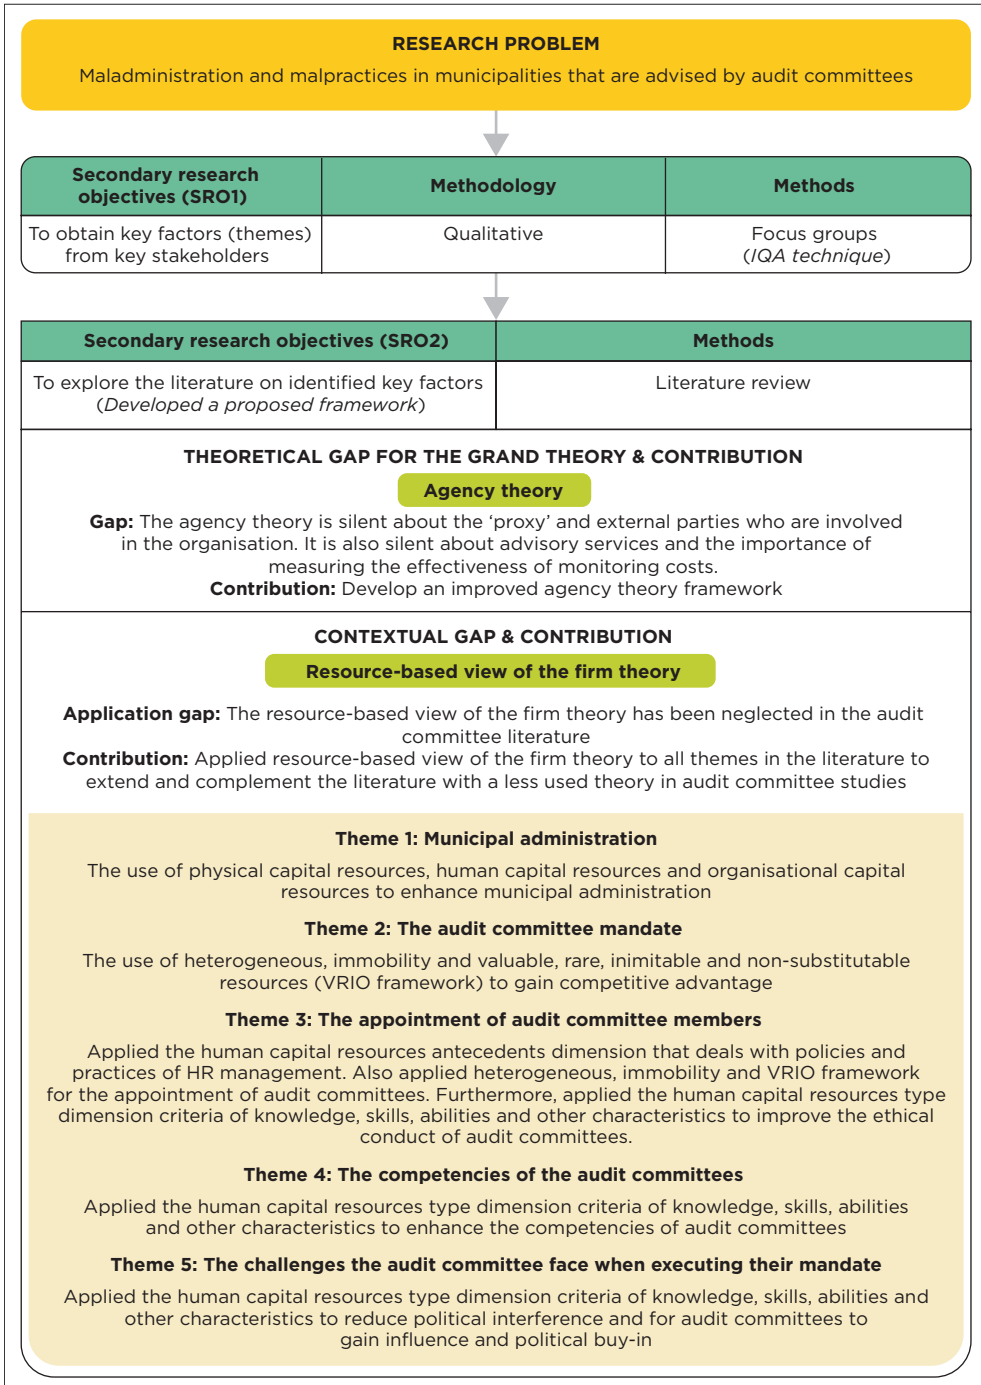 RESEARCH PROBLEM
Maladministration and malpractices in municipalities that are advised by audit committees
Secondary research
objectives (SRO1)
Methodology
Methods
To obtain key factors (themes)
from key stakeholders
Qualitative
Focus groups
(IQA technique)
Secondary research objectives (SRO2)
Methods
To explore the literature on identified key factors
(Developed a proposed framework)
Literature review
THEORETICAL GAP FOR THE GRAND THEORY & CONTRIBUTION
Agency theory
Gap: The agency theory is silent about the ‘proxy’ and external parties who are involved
in the organisation. It is also silent about advisory services and the importance of
measuring the effectiveness of monitoring costs.
Contribution: Develop an improved agency theory framework
CONTEXTUAL GAP & CONTRIBUTION
Resource-based view of the firm theory
Application gap: The resource-based view of the firm theory has been neglected in the audit
committee literature
Contribution: Applied resource-based view of the firm theory to all themes in the literature to
extend and complement the literature with a less used theory in audit committee studies
Theme 1: Municipal administration
The use of physical capital resources, human capital resources and organisational capital
resources to enhance municipal administration
Theme 2: The audit committee mandate
The use of heterogeneous, immobility and valuable, rare, inimitable and non-substitutable
resources (VRIO framework) to gain competitive advantage
Theme 3: The appointment of audit committee members
Applied the human capital resources antecedents dimension that deals with policies and
practices of HR management. Also applied heterogeneous, immobility and VRIO framework
for the appointment of audit committees. Furthermore, applied the human capital resources type
dimension criteria of knowledge, skills, abilities and other characteristics to improve the ethical
conduct of audit committees.
Theme 4: The competencies of the audit committees
Applied the human capital resources type dimension criteria of knowledge, skills, abilities
and other characteristics to enhance the competencies of audit committees
Theme 5: The challenges the audit committee face when executing their mandate
Applied the human capital resources type dimension criteria of knowledge, skills, abilities and
other characteristics to reduce political interference and for audit committees to
gain influence and political buy-in